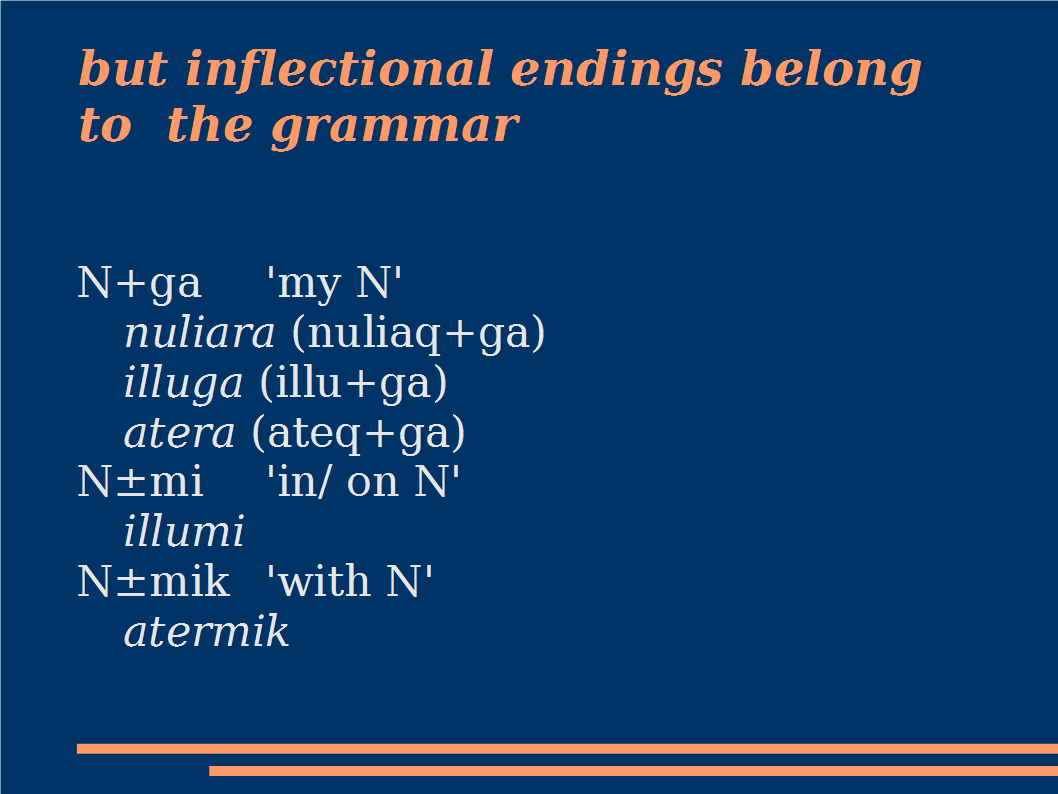 but inflectional endings belong
to the grammar
N+ga 'my N'
nuliara (nuliaq+ga)
illuga (illu+ga)
atera (ateq+ga)
N±mi 'in/ on N'
illumi
N±mik 'with N'
atermik